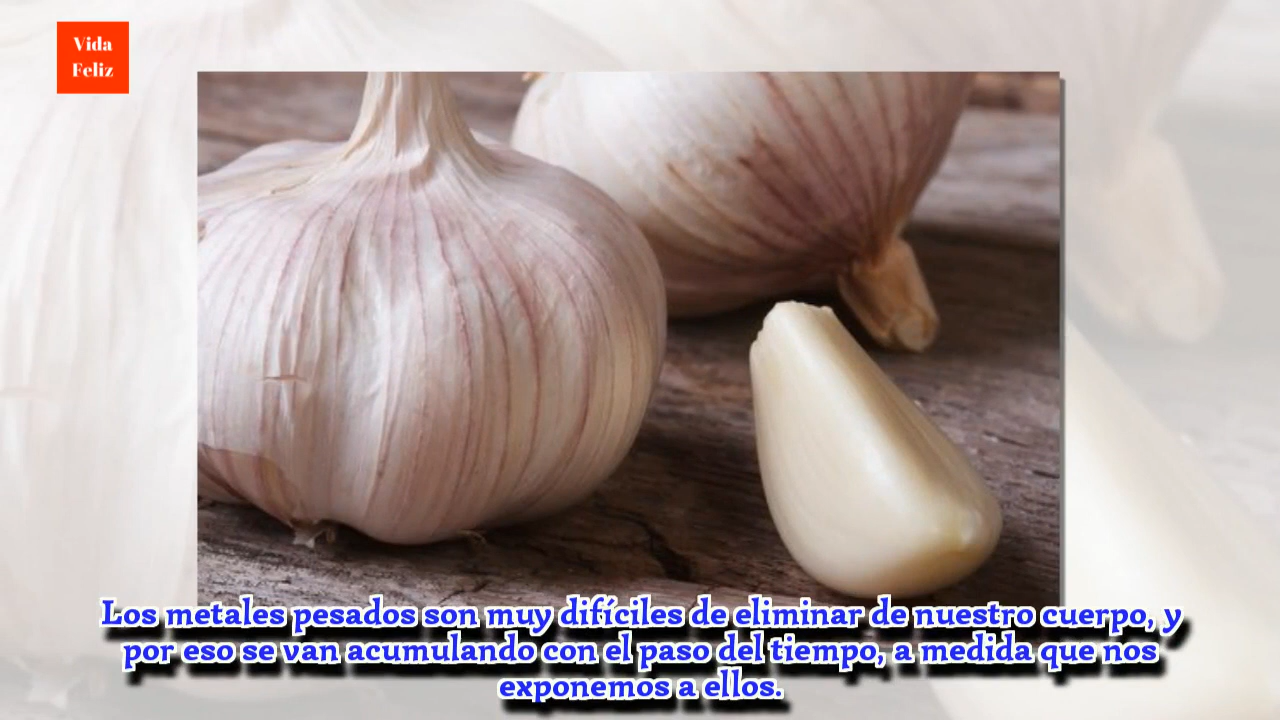 Vida
Feliz
Los metales pesados son muy difíciles de eliminar de nuestro cuerpo, y
por eso se van acumulando con el paso del tiempo, a medida que nos
exponemos a ellos.